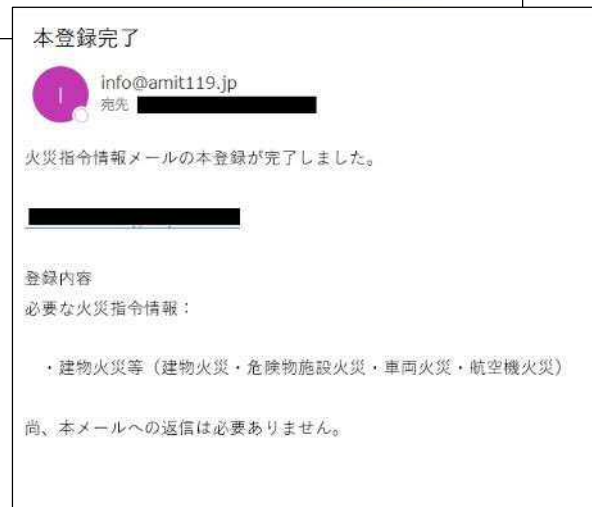 本登録完了
I
info@amit119.jp
宛先
火災指令情報メールの本登録が完了しました。
登録内容
必要な火災指令情報：
・建物火災等（建物火災・危険物施設火災・車両火災・航空機火災）
尚、本メールへの返信は必要ありません。